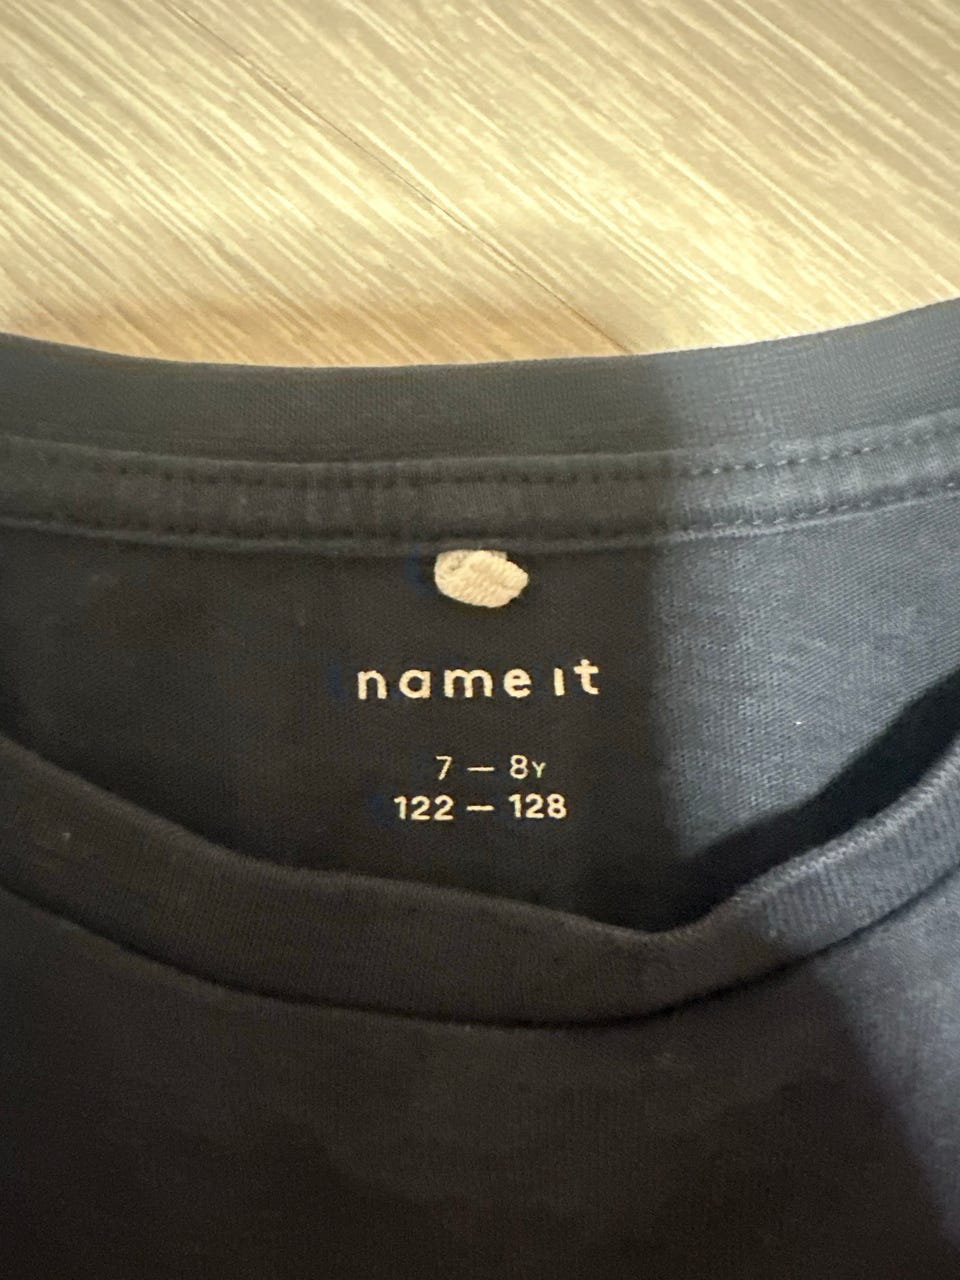 name it
7 — 8Y
122 — 128